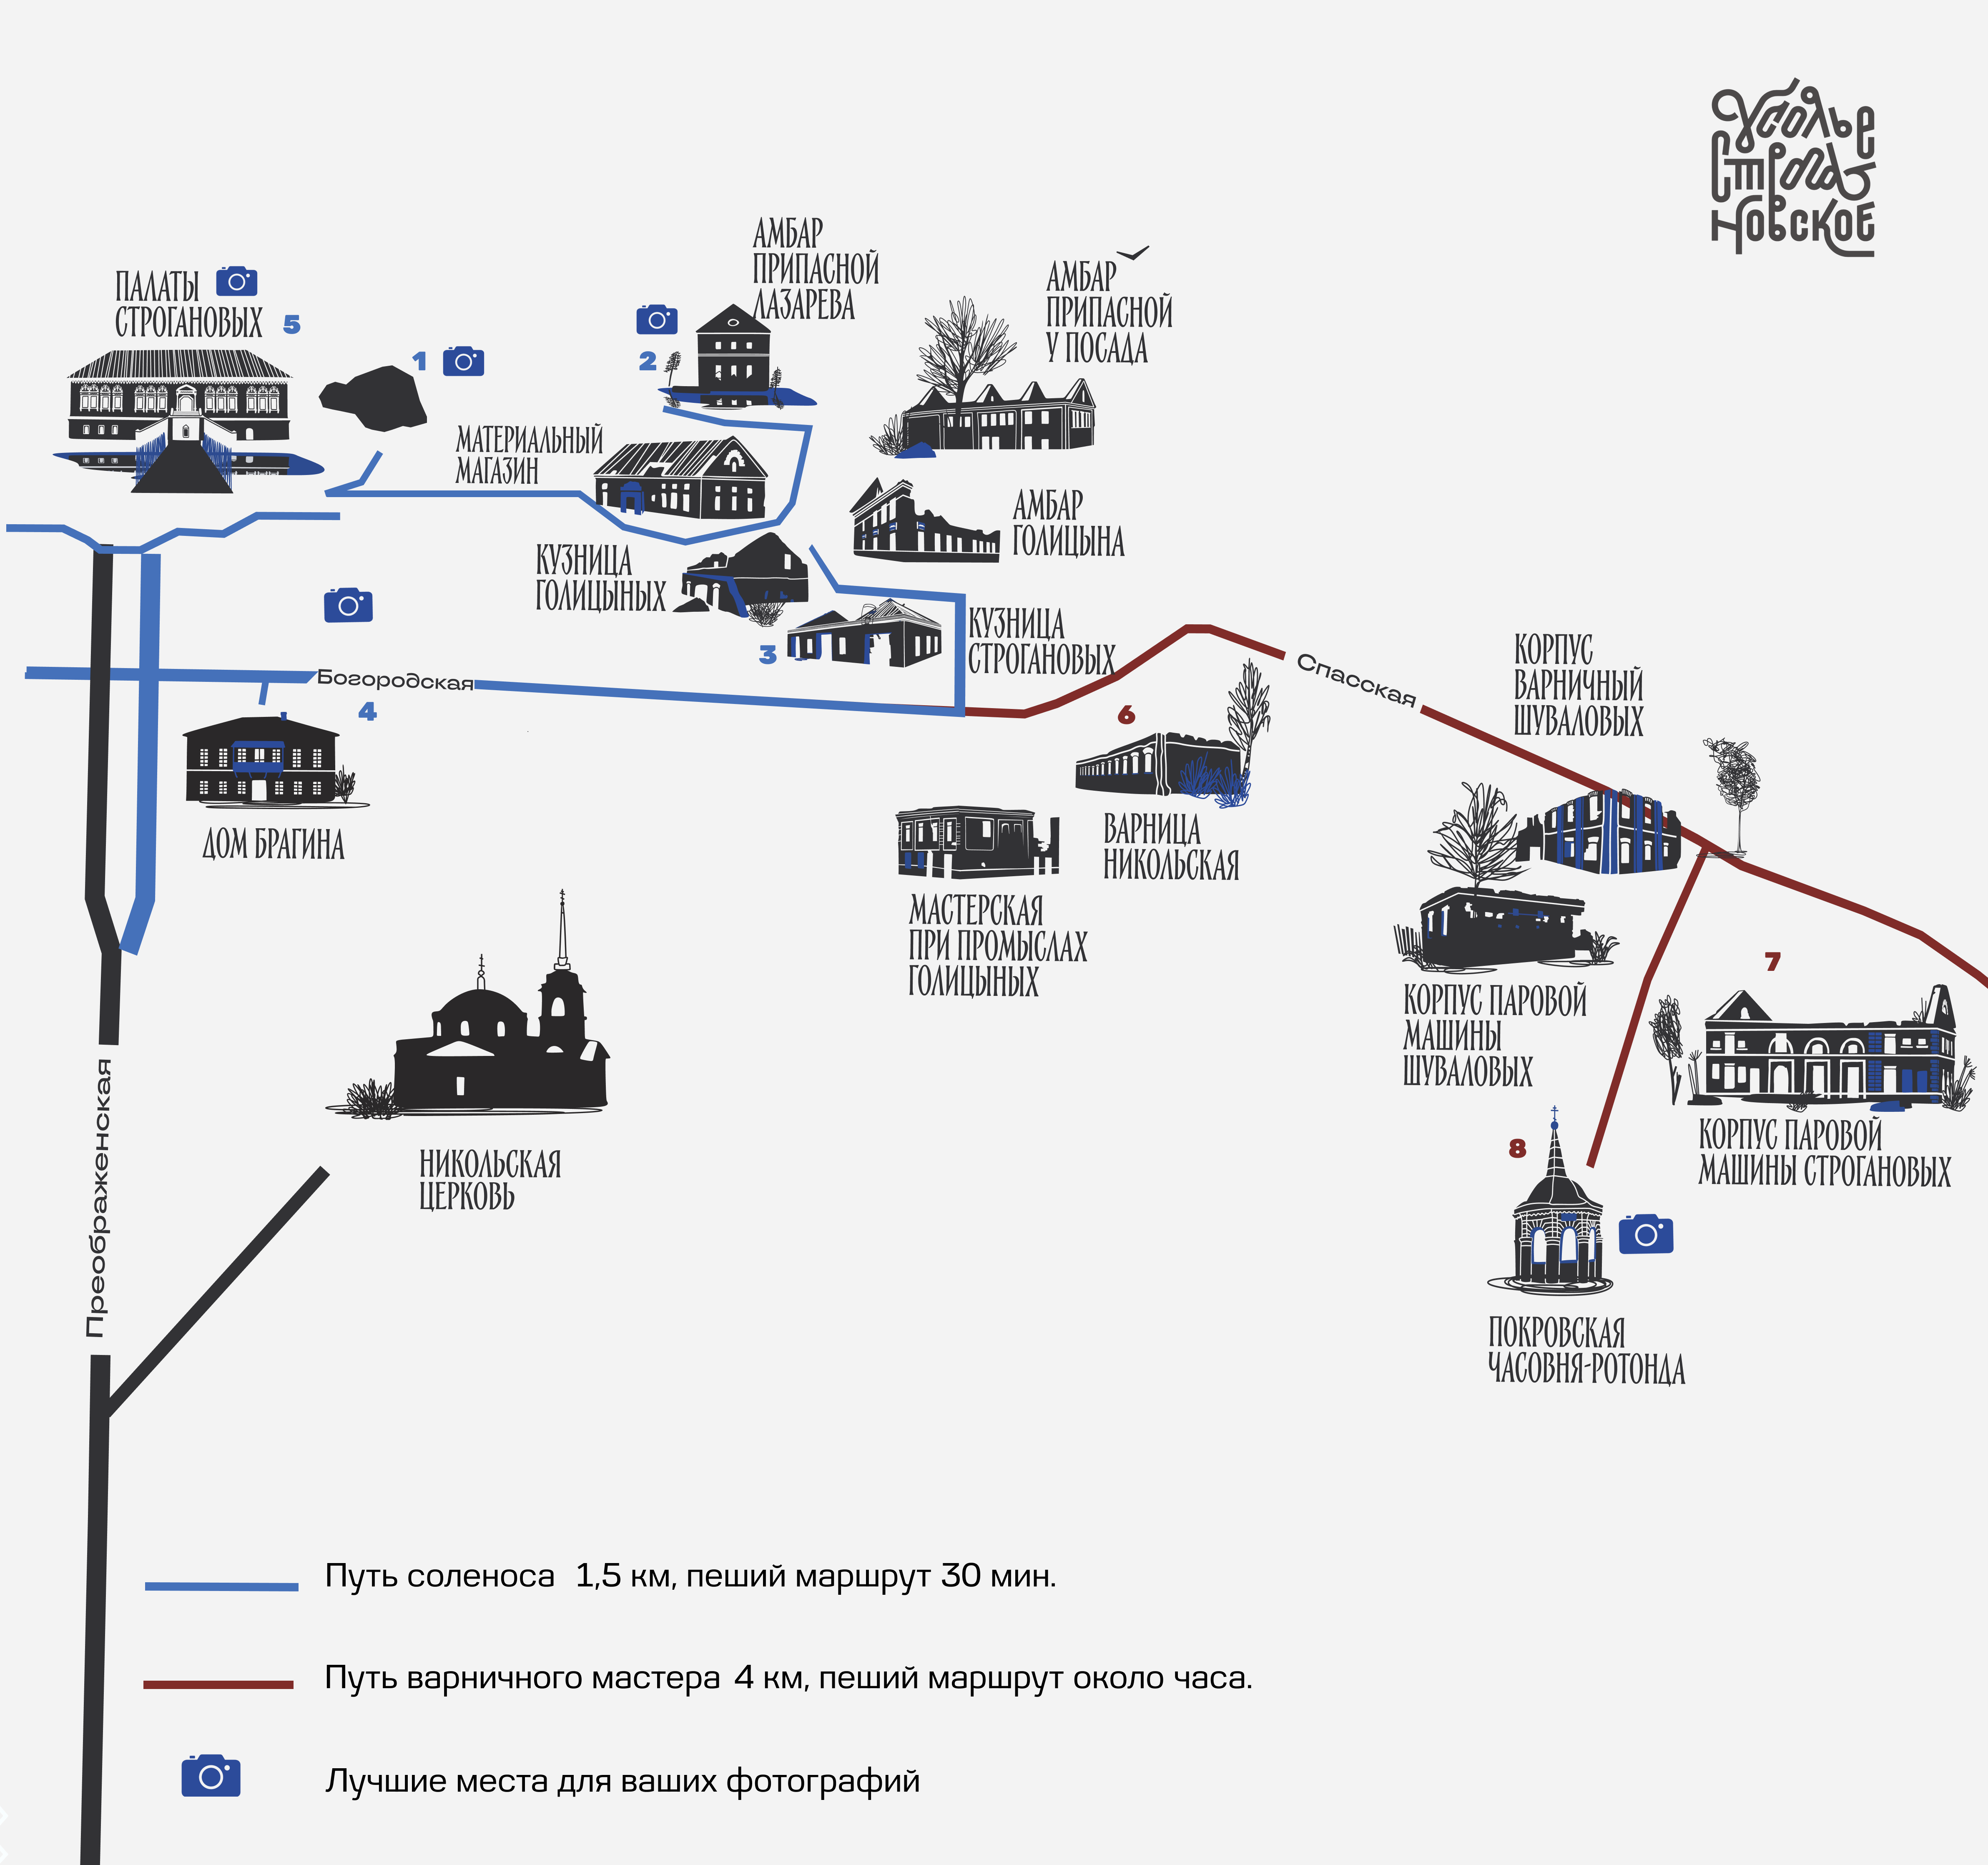 Усолье
Строга
новское
АМБАР
ПРИПАСНОЙ
ЛАЗАРЕВА
АМБАР
ПРИПАСНОЙ
У ПОСАДА
ПАЛАТЫ
СТРОГАНОВЫХ
5
1
2
МАТЕРИАЛЬНЫЙ
МАГАЗИН
АМБАР
ГОЛИЦЫНА
КУЗНИЦА
ГОЛИЦЫНЫХ
КУЗНИЦА
СТРОГАНОВЫХ
3
Богородская
4
Спасская
КОРПУС
ВАРНИЧНЫЙ
ШУВАЛОВЫХ
6
ДОМ БРАГИНА
ВАРНИЦА
НИКОЛЬСКАЯ
МАСТЕРСКАЯ
ПРИ ПРОМЫСЛАХ
ГОЛИЦЫНЫХ
КОРПУС ПАРОВОЙ
МАШИНЫ
ШУВАЛОВЫХ
7
КОРПУС ПАРОВОЙ
МАШИНЫ СТРОГАНОВЫХ
Преображенская
НИКОЛЬСКАЯ
ЦЕРКОВЬ
8
ПОКРОВСКАЯ
ЧАСОВНЯ-РОТОНДА
Путь соленоса 1,5 км, пеший маршрут 30 мин.
Путь варничного мастера 4 км, пеший маршрут около часа.
Лучшие места для ваших фотографий